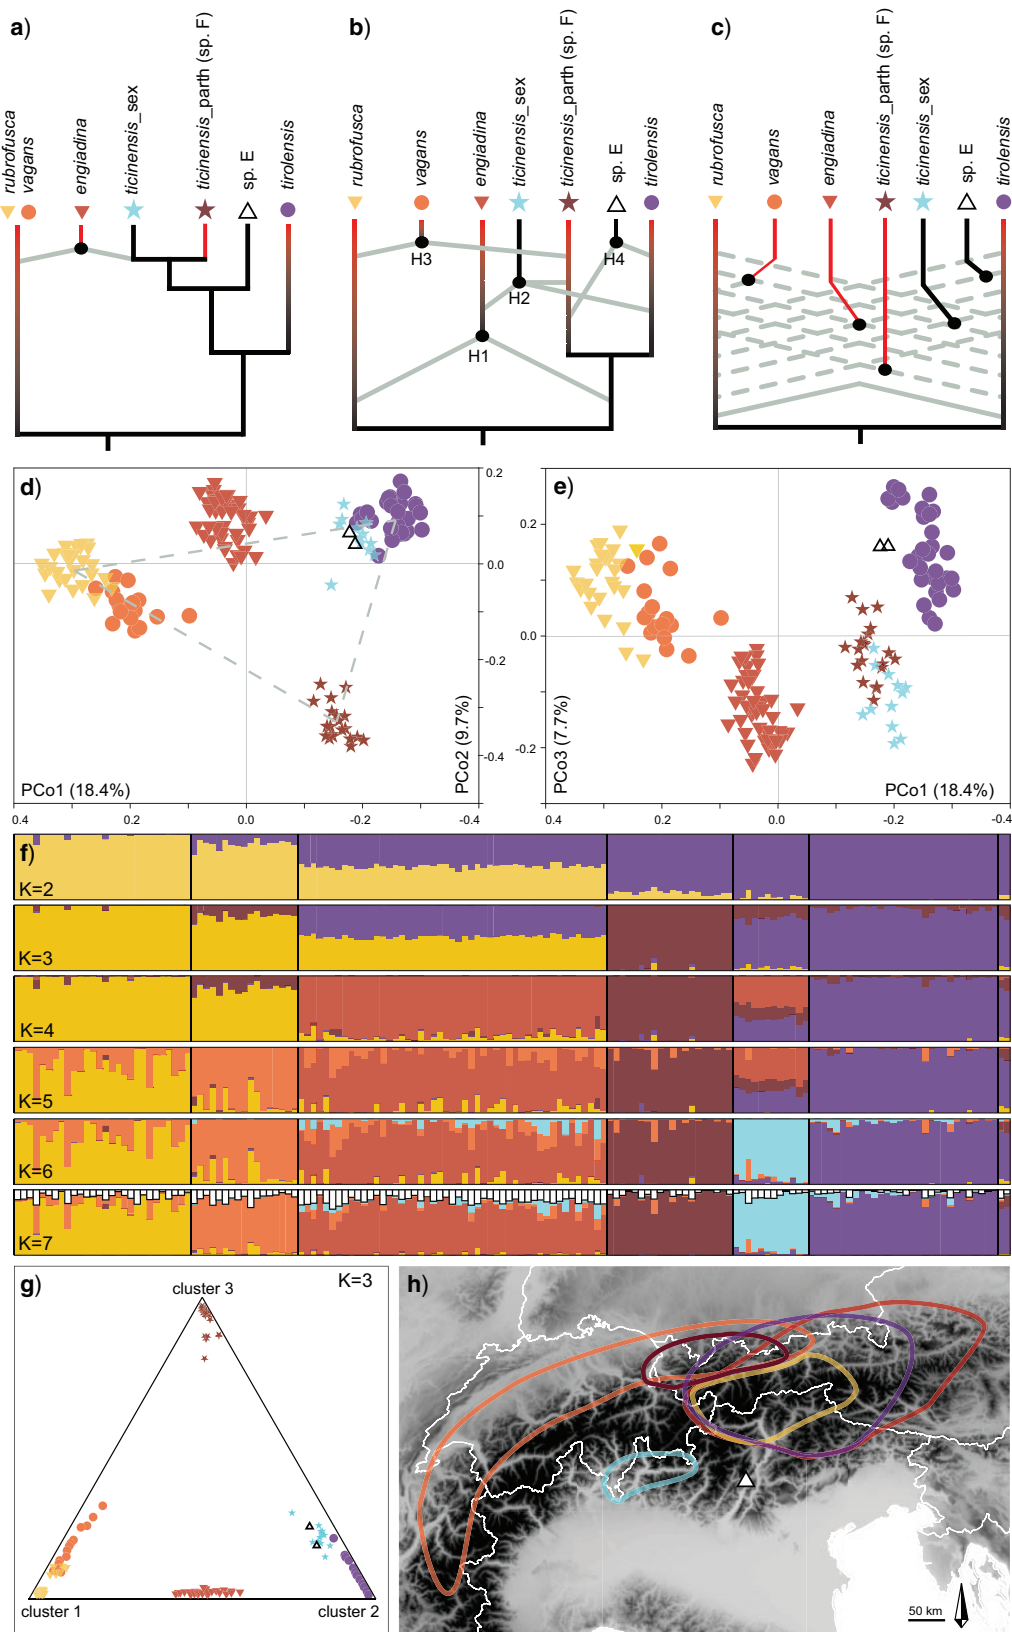 a)
rubrofusca
vagans
engiadina
ticinensis_sex
ticinensis_parth (sp. F)
sp. E
tirolensis
b)
rubrofusca
vagans
engiadina
ticinensis_sex
ticinensis_parth (sp. F)
sp. E
tirolensis
H3
H4
H2
H1
c)
rubrofusca
vagans
engiadina
ticinensis_parth (sp. F)
ticinensis_sex
sp. E
tirolensis
d)
0.2
0.0
-0.2
-0.4
PCo2 (9.7%)
PCo1 (18.4%)
0.4
0.2
0.0
-0.2
-0.4
e)
0.2
0.0
-0.2
PCo3 (7.7%)
PCo1 (18.4%)
0.4
0.2
0.0
-0.2
-0.4
f)
K=2
K=3
K=4
K=5
K=6
K=7
g)
K=3
cluster 3
cluster 1
cluster 2
h)
50 km